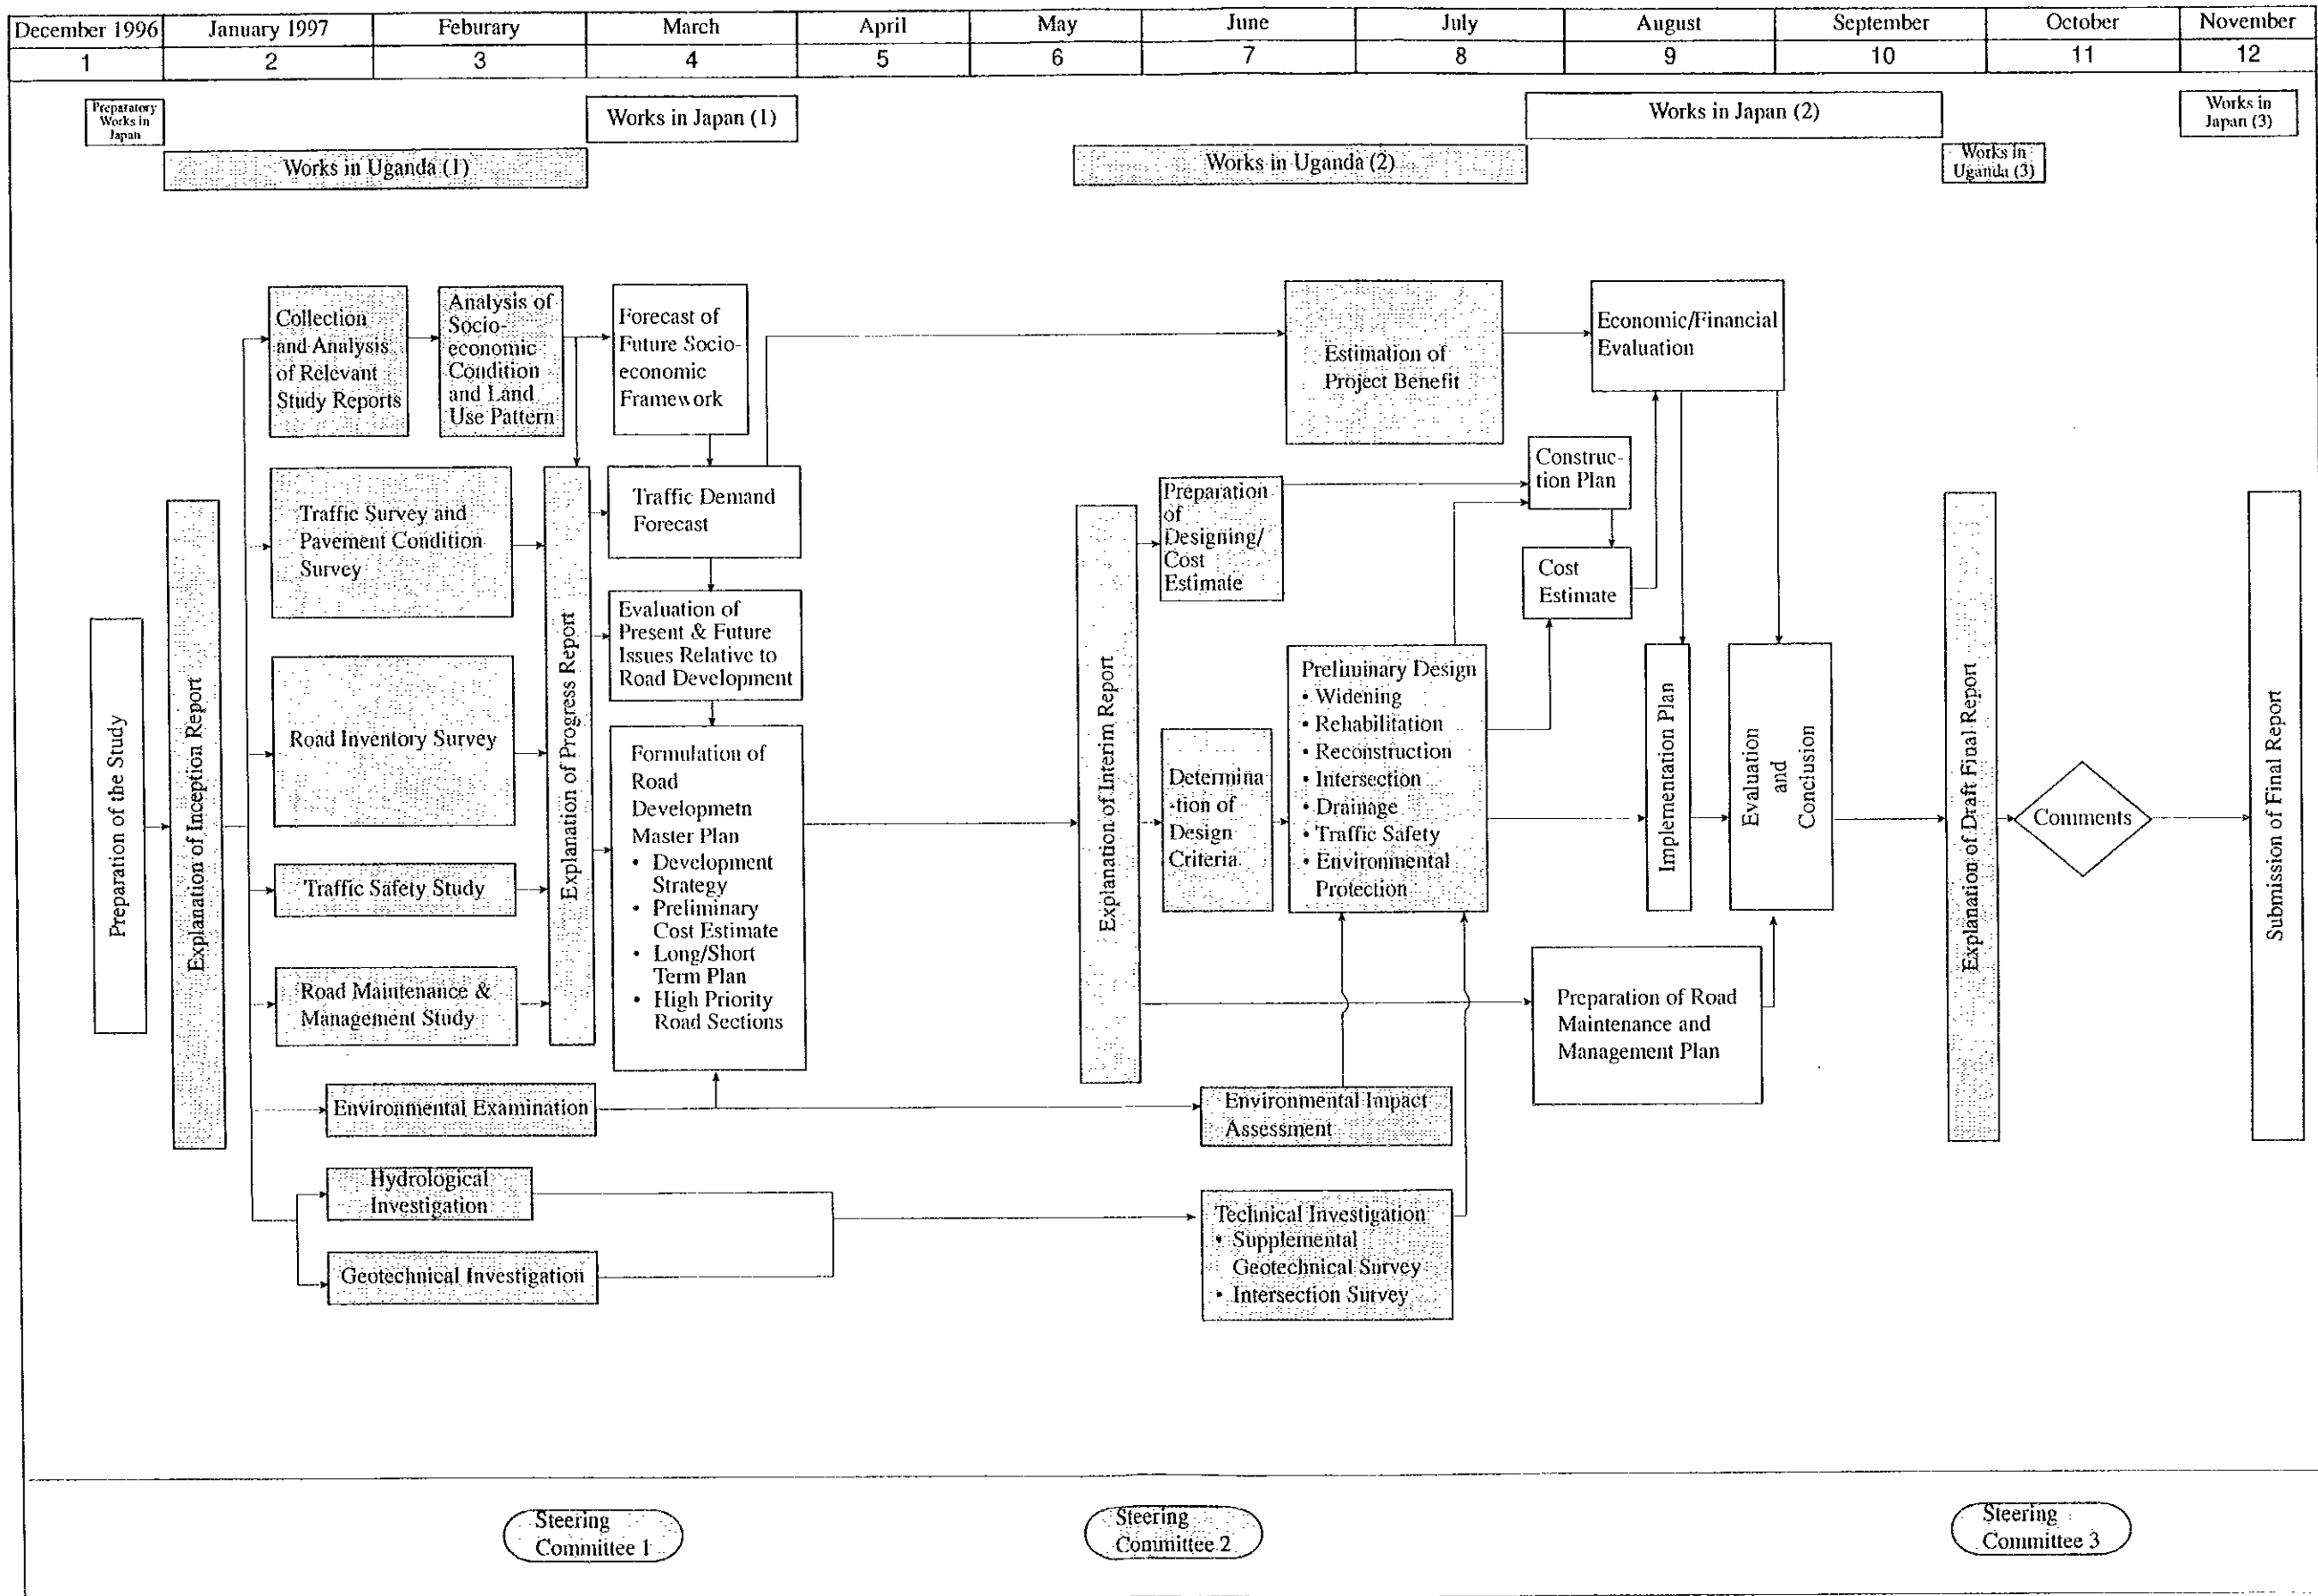 December 1996 January 1997 Feburary March April May June July August September October November
1 2 3 4 5 6 7 8 9 10 11 12
Preparatory
Works in
Japan
Works in Japan (1)
Works in Japan (2)
Works in
Japan (3)
Works in Uganda (1)
Works in Uganda (2)
Works in
Uganda (3)
Preparation of the Study
Explanation of Inception Report
Collection
and Analysis
of Relevant
Study Reports
Analysis of
Socio-
economic
Condition
and Land
Use Pattern
Forecast of
Future Socio-
economic
Framework
Traffic Survey and
Pavement Condition
Survey
Road Inventory Survey
Traffic Safety Study
Road Maintenance &
Management Study
Environmental Examination
Hydrological
Investigation
Geotechnical Investigation
Explanation of Progress Report
Traffic Demand
Forecast
Evaluation of
Present & Future
Issues Relative to
Road Development
Formulation of
Road
Developmetn
Master Plan
• Development
Strategy
• Preliminary
Cost Estimate
• Long/Short
Term Plan
• High Priority
Road Sections
Explanation of Interim Report
Estimation of
Project Benefit
Preparation
of
Designing/
Cost
Estimate
Determina
-tion of
Design
Criteria
Preliminary Design
• Widening
• Rehabilitation
• Reconstruction
• Intersection
• Drainage
• Traffic Safety
• Environmental
Protection
Environmental Impact
Assessment
Technical Investigation
• Supplemental
Geotechnical Survey
• Intersection Survey
Economic/Financial
Evaluation
Construc-
tion Plan
Cost
Estimate
Implementation Plan
Evaluation
and
Conclusion
Preparation of Road
Maintenance and
Management Plan
Explanation of Draft Final Report
Comments
Submission of Final Report
Steering
Committee 1
Steering
Committee 2
Steering
Committee 3